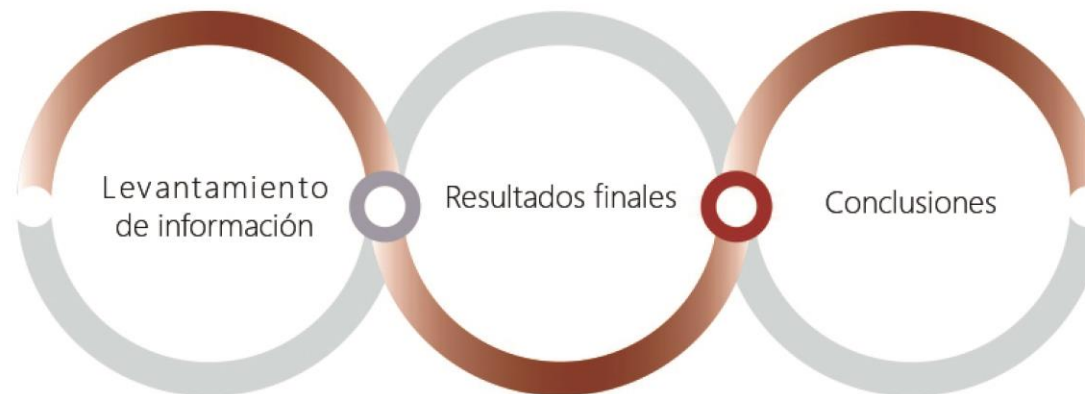 Levantamiento
de información
Resultados finales
Conclusiones